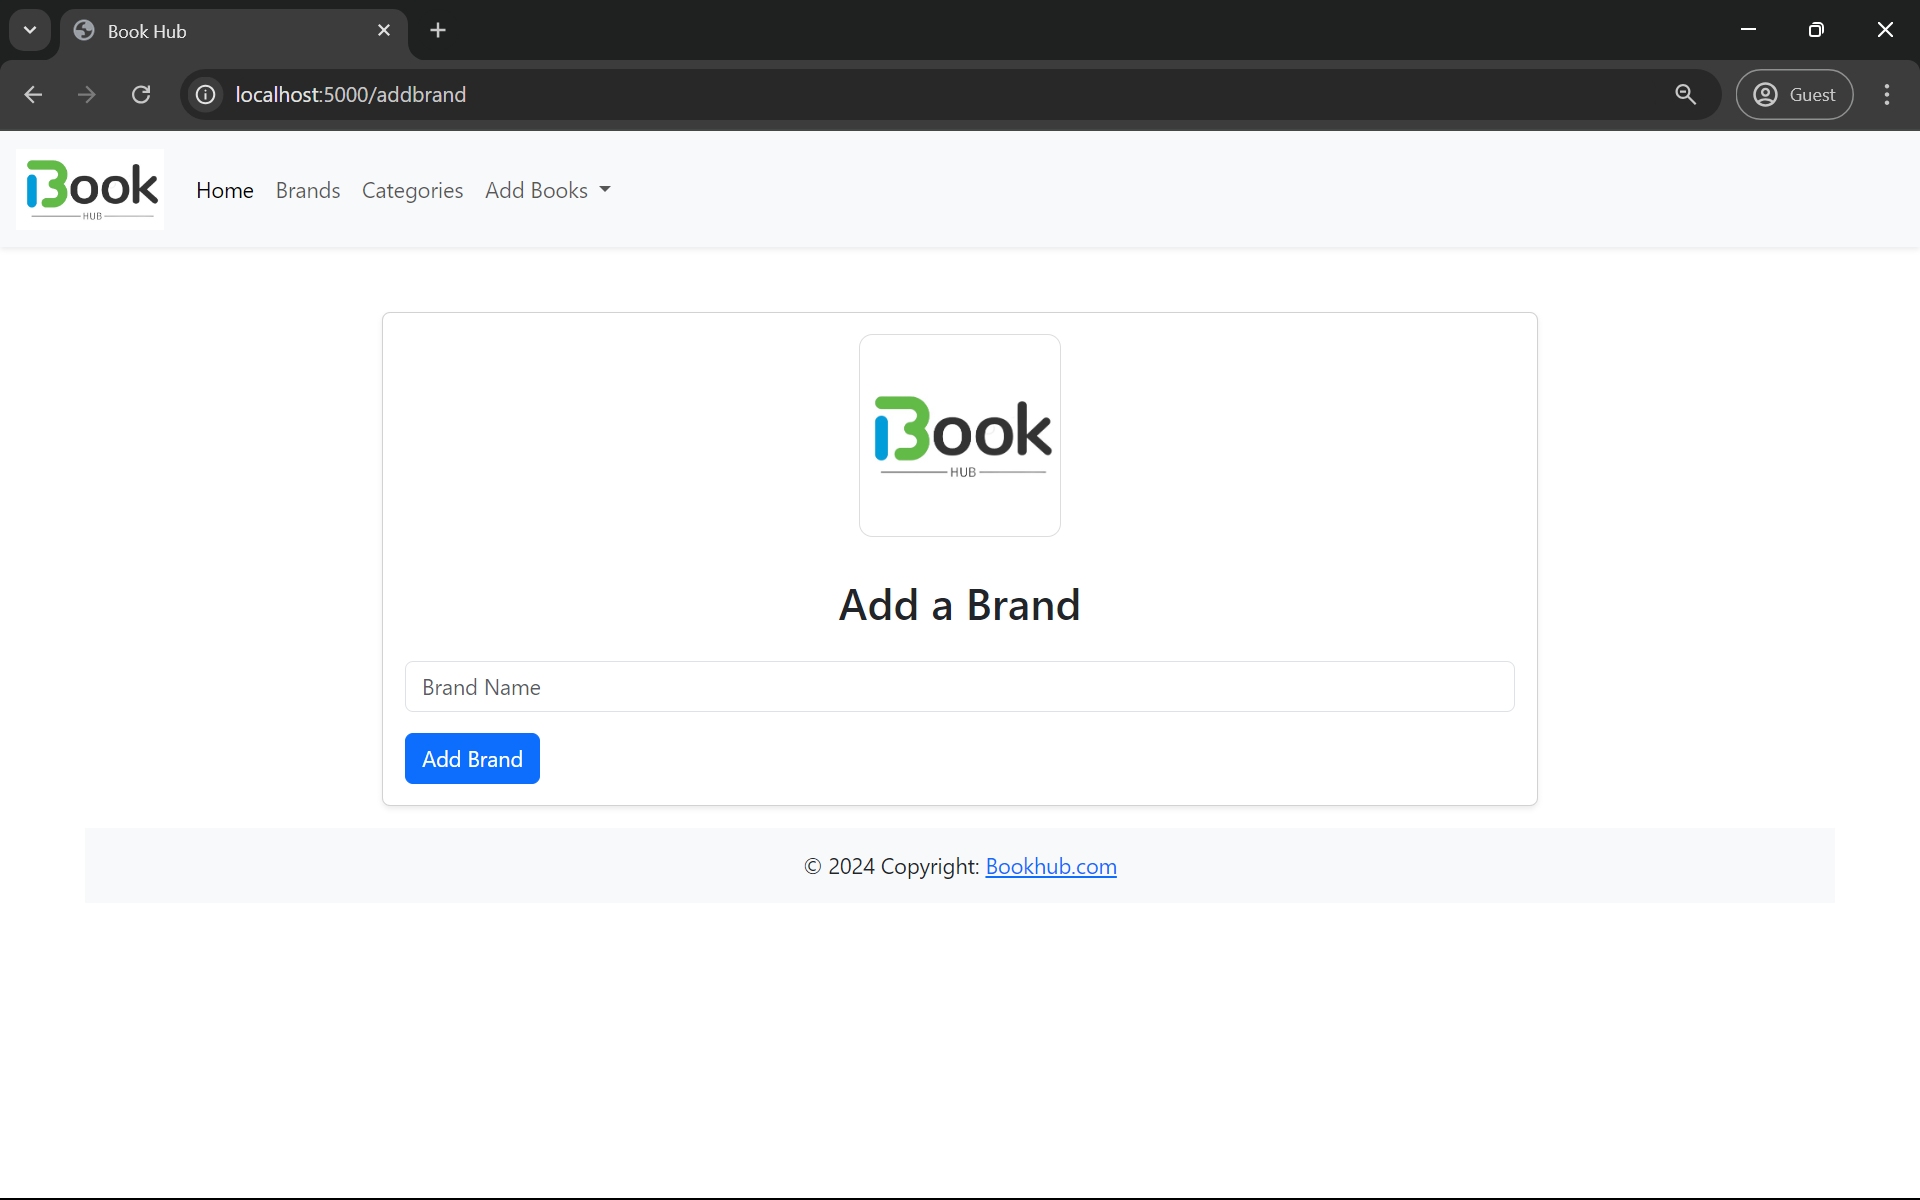 Book Hub
localhost:5000/addbrand
Guest
Book
HUB
Home Brands Categories Add Books
Book
HUB
Add a Brand
Brand Name
Add Brand
© 2024 Copyright: Bookhub.com